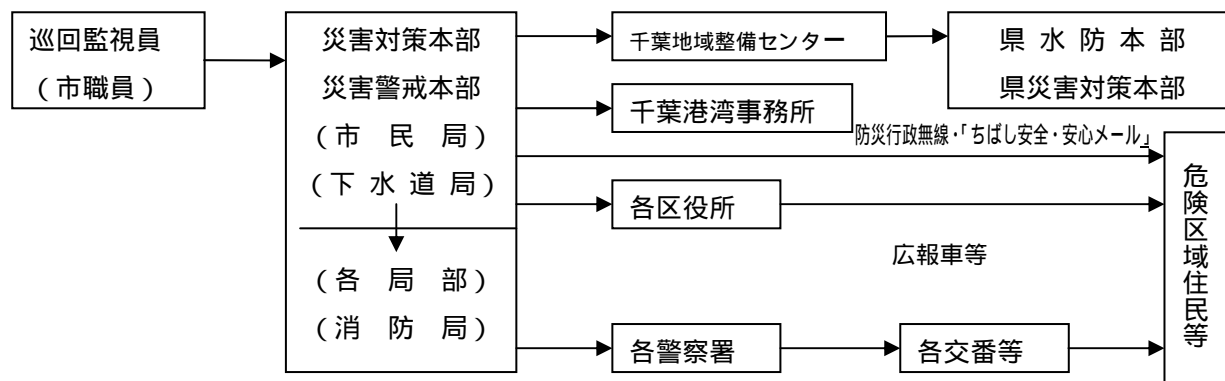 巡回監視員
（市職員）
災害対策本部
災害警戒本部
（市民局）
（下水道局）
（各局部）
（消防局）
千葉地域整備センター
千葉港湾事務所
県水防本部
県災害対策本部
防災行政無線・「ちばし安全・安心メール」
各区役所
広報車等
各警察署
各交番等
危険区域住民等